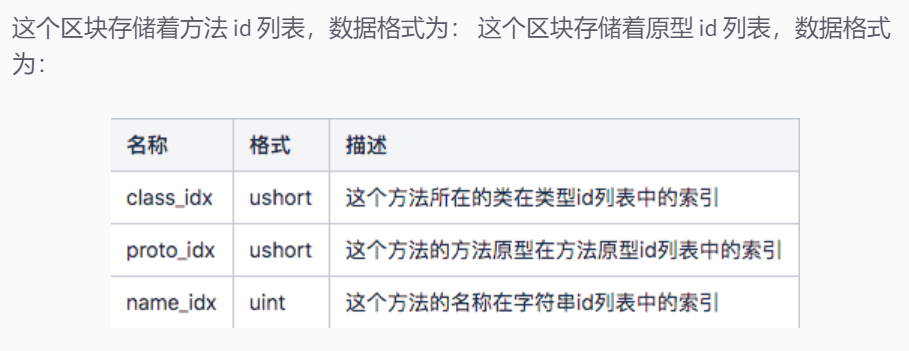 这个区块存储着方法 id 列表，数据格式为： 这个区块存储着原型 id 列表，数据格式
为：
名称 格式 描述
class_idx ushort 这个方法所在的类在类型id列表中的索引
proto_idx ushort 这个方法的方法原型在方法原型id列表中的索引
name_idx uint 这个方法的名称在字符串id列表中的索引